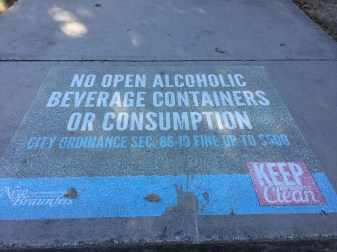 NO OPEN ALCOHOLIC
BEVERAGE CONTAINERS
OR CONSUMPTION
CITY ORDINANCE SEC. 86-10 FINE UP TO $500
New
Braunfels
KEEP
Clean